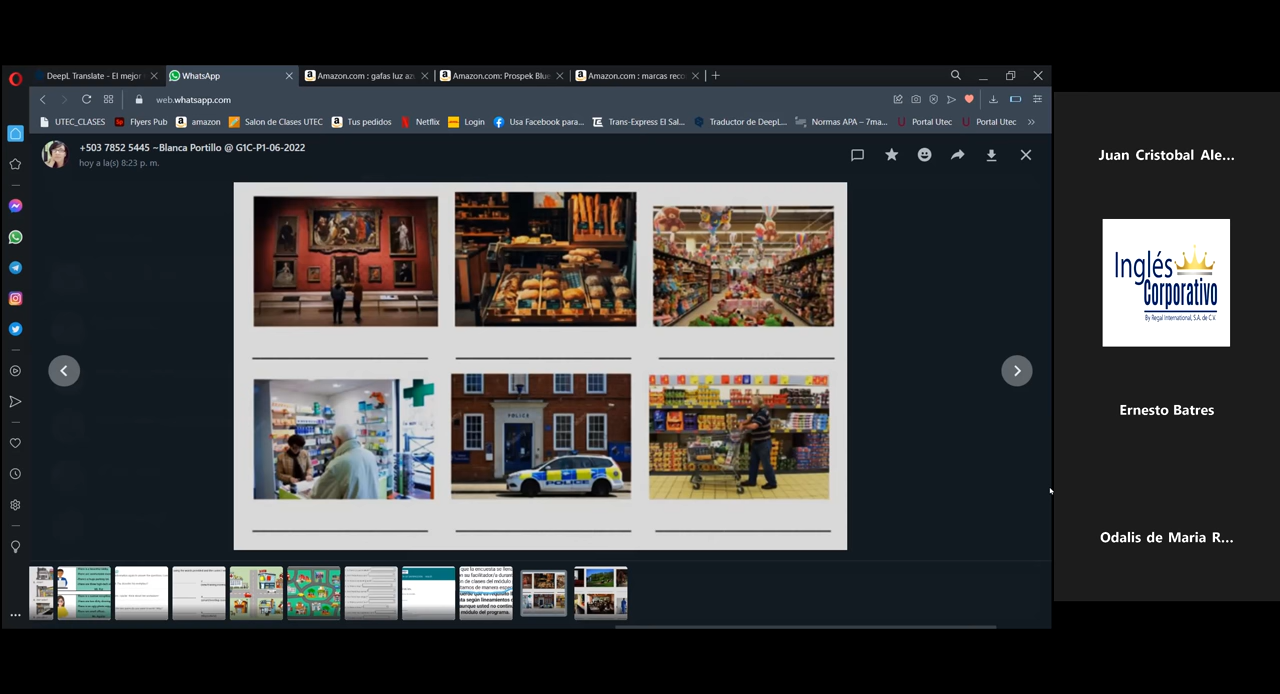 DeepL Translate - El mejor
WhatsApp
Amazon.com : gafas luz az
Amazon.com: Prospek Blue
Amazon.com : marcas reco
web.whatsapp.com
UTEC_CLASES
Flyers Pub
amazon
Salon de Clases UTEC
Tus pedidos
Netflix
Login
Usa Facebook para...
Trans-Express El Sal...
Traductor de DeepL...
Normas APA – 7ma...
Portal Utec
Portal Utec
+503 7852 5445 ~Blanca Portillo @ G1C-P1-06-2022
hoy a la(s) 8:23 p. m.
POLICE
POLICE
Juan Cristobal Ale...
Inglés
Corporativo
By Regal International, S.A. de C.V.
Ernesto Batres
Odalis de Maria R...